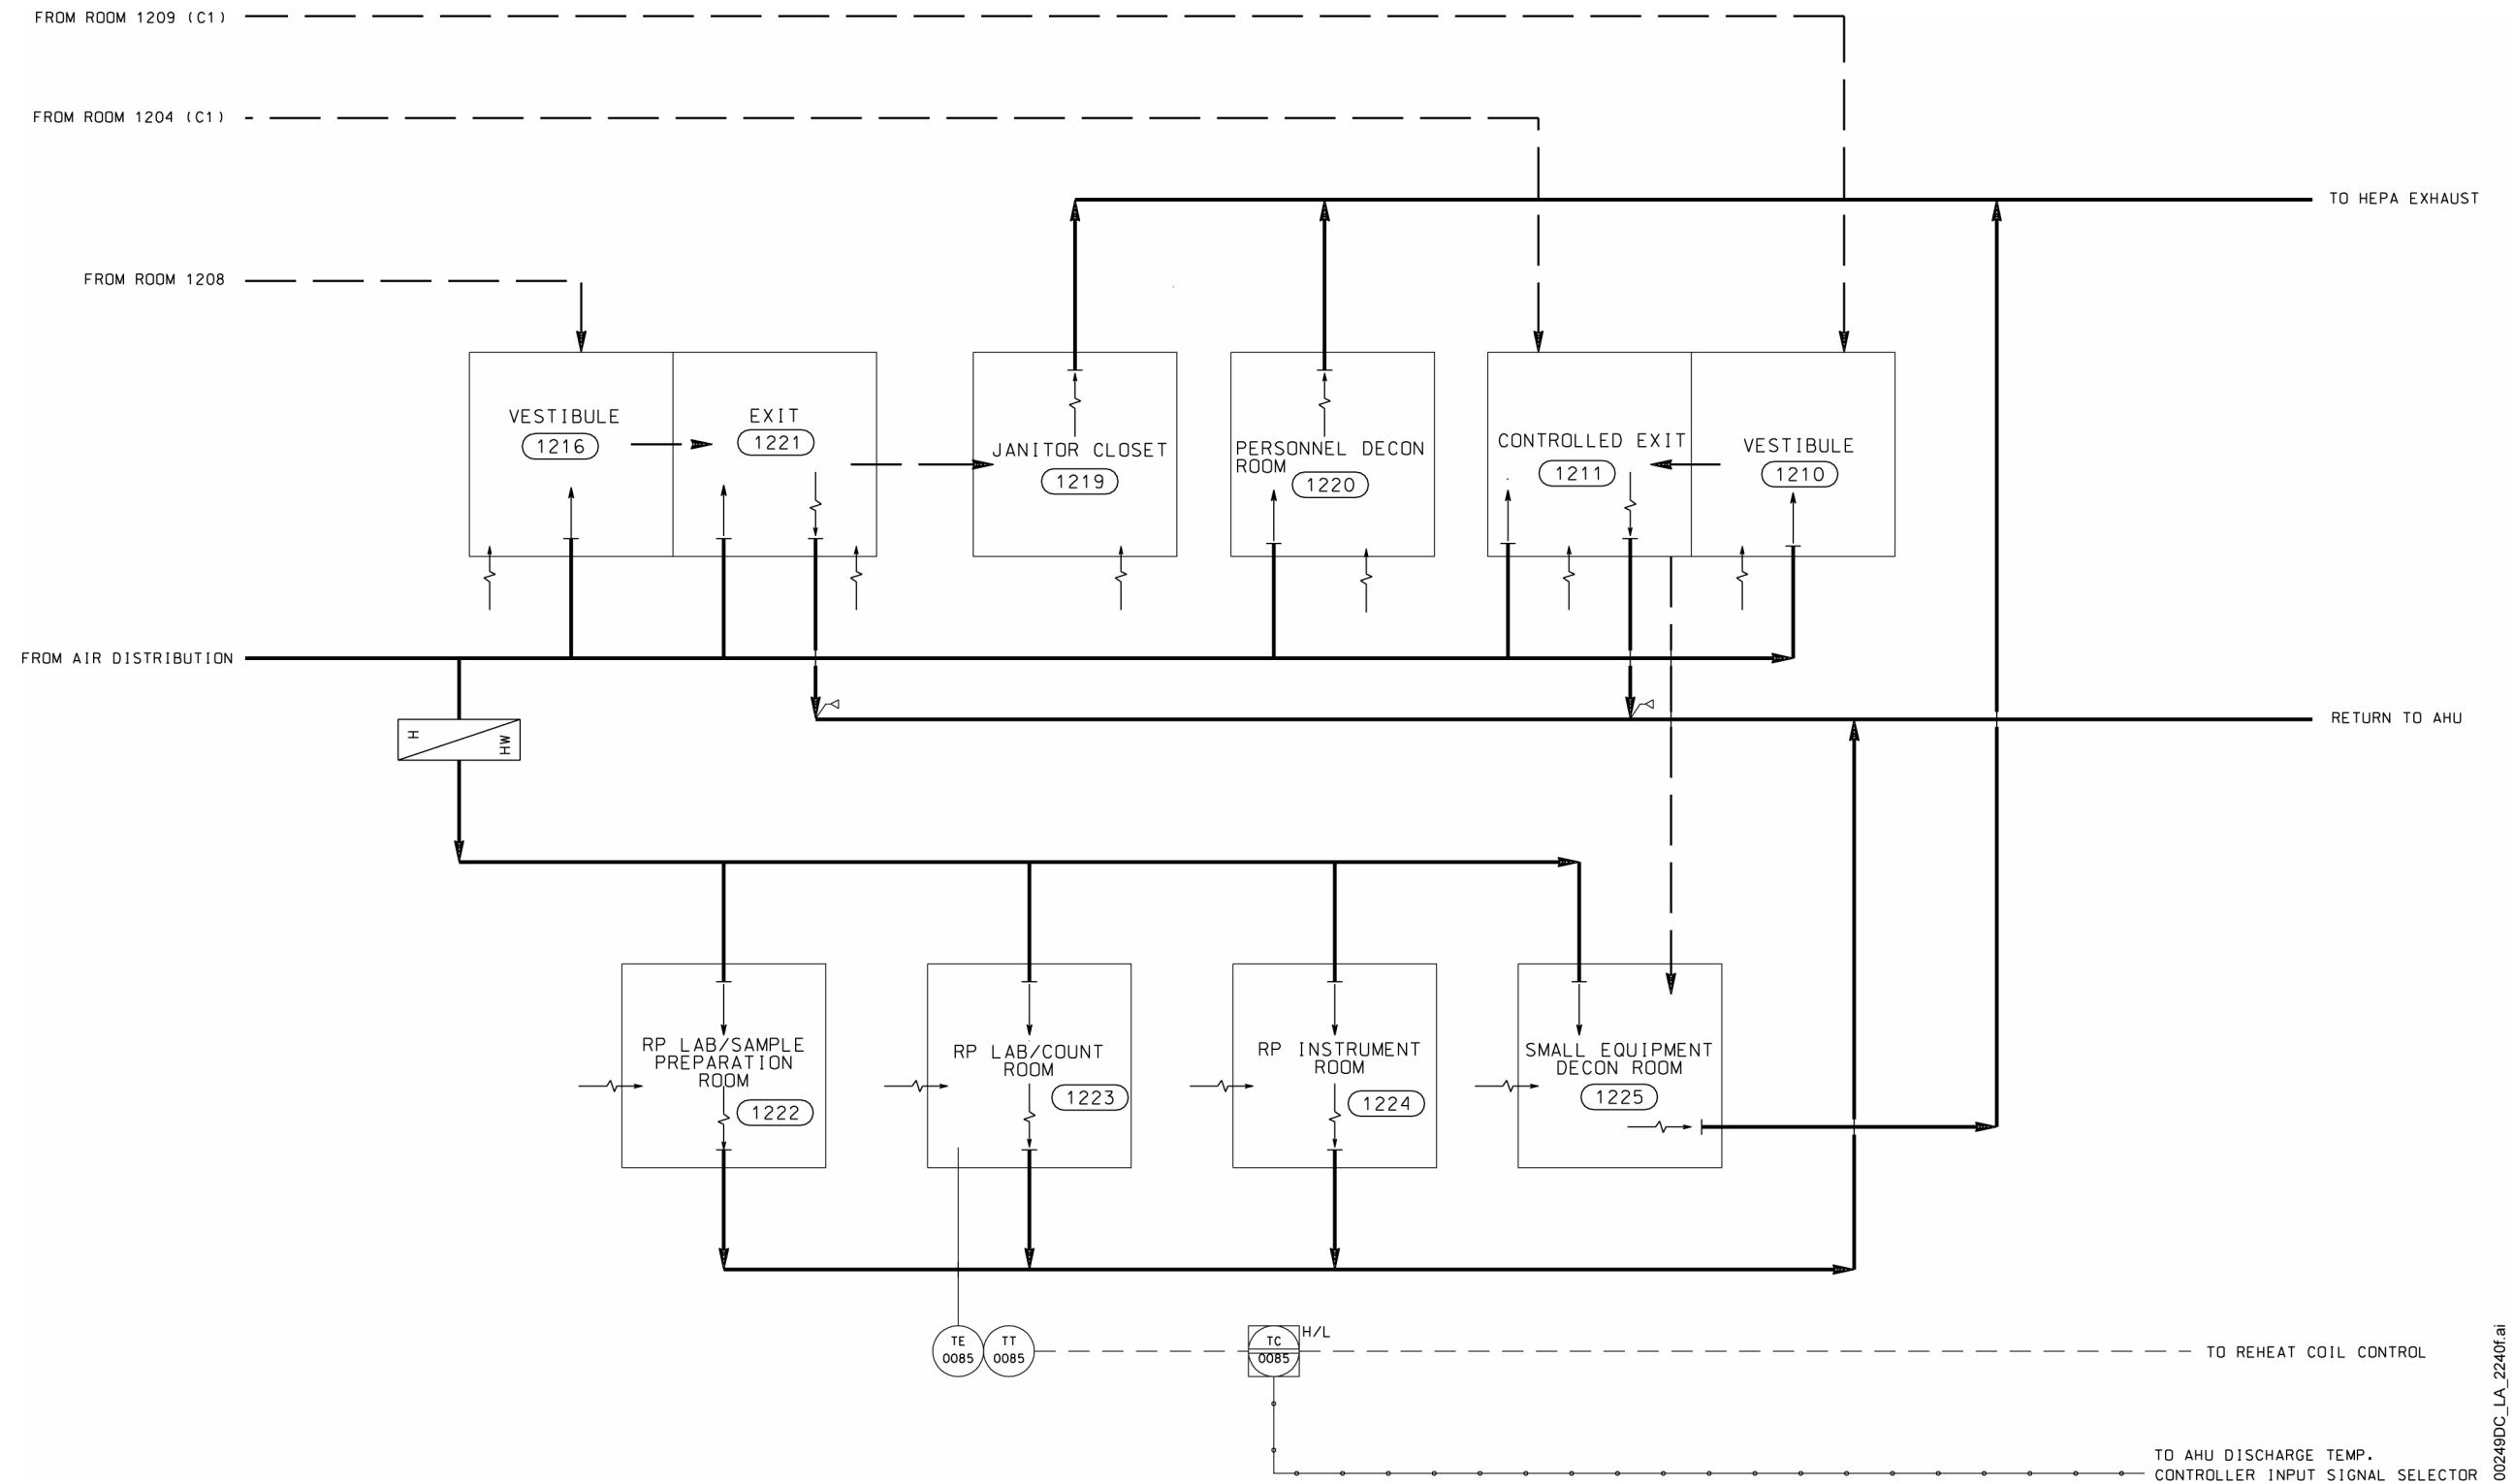 FROM ROOM 1209 (C1)
FROM ROOM 1204 (C1)
TO HEPA EXHAUST
FROM ROOM 1208
VESTIBULE
1216
EXIT
1221
JANITOR CLOSET
1219
PERSONNEL DECON
ROOM
1220
CONTROLLED EXIT
1211
VESTIBULE
1210
FROM AIR DISTRIBUTION
RETURN TO AHU
H
HW
RP LAB/SAMPLE
PREPARATION
ROOM
1222
RP LAB/COUNT
ROOM
1223
RP INSTRUMENT
ROOM
1224
SMALL EQUIPMENT
DECON ROOM
1225
TE
0085
TT
0085
TC
0085
H/L
TO REHEAT COIL CONTROL
TO AHU DISCHARGE TEMP.
CONTROLLER INPUT SIGNAL SELECTOR
00249DC_LA_2240f.ai